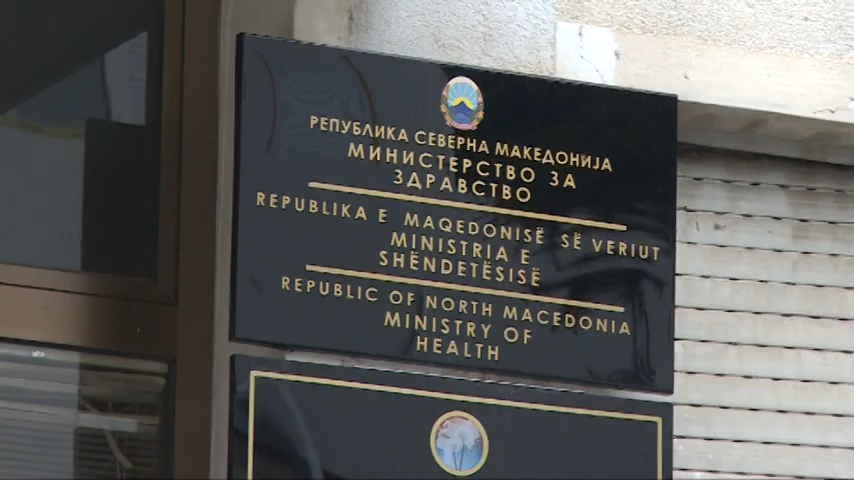 РЕПУБЛИКА СЕВЕРНА МАКЕДОНИЈА
МИНИСТЕРСТВО ЗА
ЗДРАВСТВО
REPUBLIKA E MAQEDONISË SË VERIUT
MINISTRIA E
SHËNDETËSISË
REPUBLIC OF NORTH MACEDONIA
MINISTRY OF
HEALTH